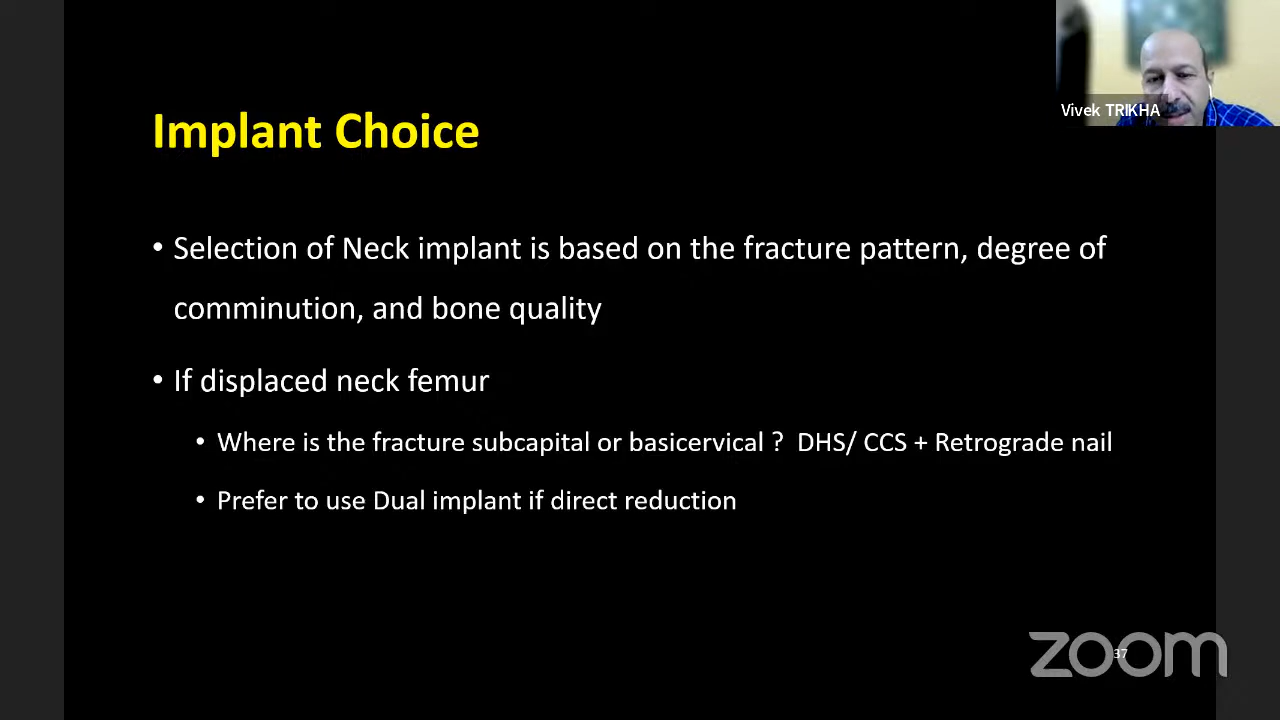 Vivek TRIKHA
Implant Choice
• Selection of Neck implant is based on the fracture pattern, degree of
comminution, and bone quality
• If displaced neck femur
• Where is the fracture subcapital or basicervical ? DHS/ CCS + Retrograde nail
• Prefer to use Dual implant if direct reduction
37
zoom